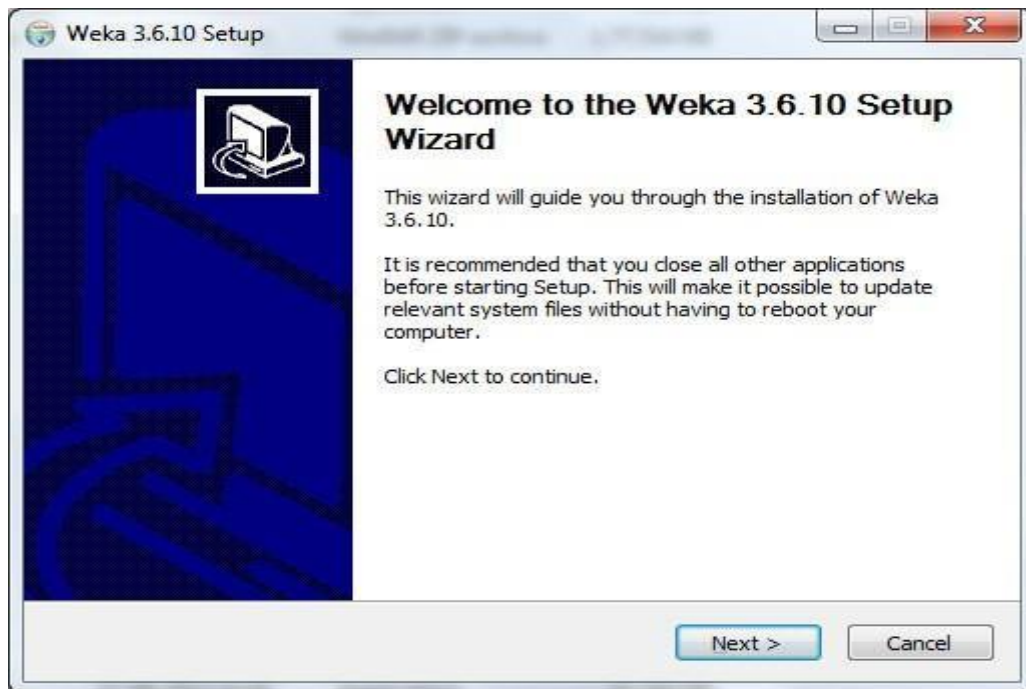 Weka 3.6.10 Setup
Welcome to the Weka 3.6.10 Setup
Wizard
This wizard will guide you through the installation of Weka
3.6.10.
It is recommended that you close all other applications
before starting Setup. This will make it possible to update
relevant system files without having to reboot your
computer.
Click Next to continue.
Next >
Cancel